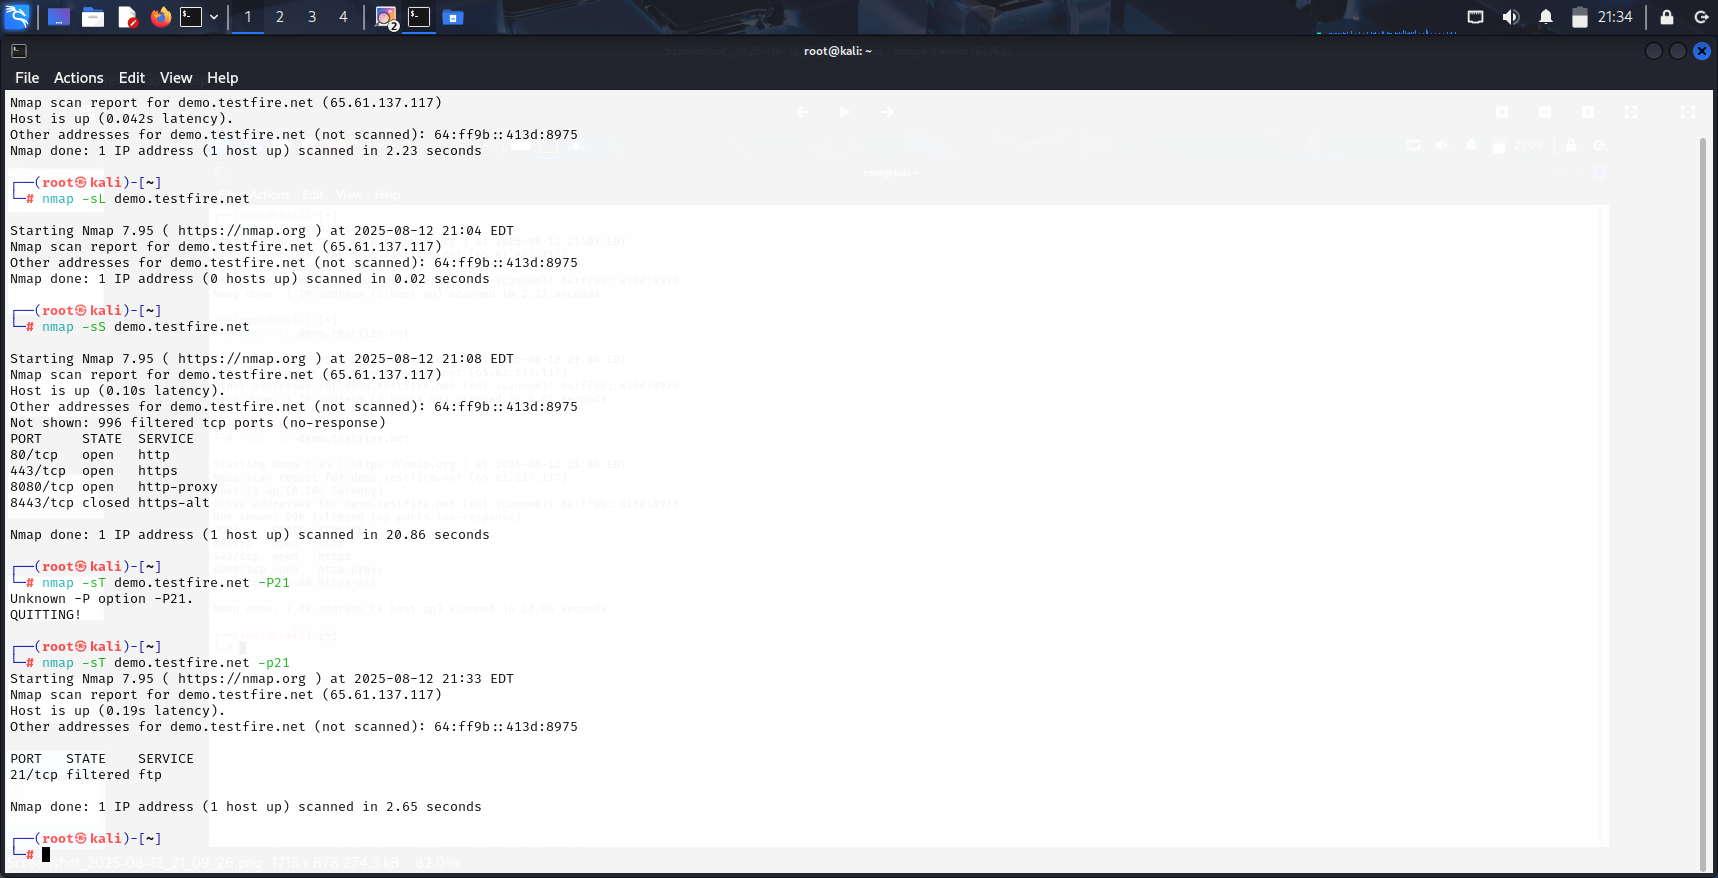 1 2 3 4 2 21:34
root@kali: ~
File Actions Edit View Help
Nmap scan report for demo.testfire.net (65.61.137.117)
Host is up (0.042s latency).
Other addresses for demo.testfire.net (not scanned): 64:ff9b::413d:8975
Nmap done: 1 IP address (1 host up) scanned in 2.23 seconds
┌──(root㉿kali)-[~]
└─# nmap -sL demo.testfire.net
Starting Nmap 7.95 ( https://nmap.org ) at 2025-08-12 21:04 EDT
Nmap scan report for demo.testfire.net (65.61.137.117)
Other addresses for demo.testfire.net (not scanned): 64:ff9b::413d:8975
Nmap done: 1 IP address (0 hosts up) scanned in 0.02 seconds
┌──(root㉿kali)-[~]
└─# nmap -sS demo.testfire.net
Starting Nmap 7.95 ( https://nmap.org ) at 2025-08-12 21:08 EDT
Nmap scan report for demo.testfire.net (65.61.137.117)
Host is up (0.10s latency).
Other addresses for demo.testfire.net (not scanned): 64:ff9b::413d:8975
Not shown: 996 filtered tcp ports (no-response)
PORT     STATE  SERVICE
80/tcp   open   http
443/tcp  open   https
8080/tcp open   http-proxy
8443/tcp closed https-alt
Nmap done: 1 IP address (1 host up) scanned in 20.86 seconds
┌──(root㉿kali)-[~]
└─# nmap -sT demo.testfire.net -P21
Unknown -P option -P21.
QUITTING!
┌──(root㉿kali)-[~]
└─# nmap -sT demo.testfire.net -p21
Starting Nmap 7.95 ( https://nmap.org ) at 2025-08-12 21:33 EDT
Nmap scan report for demo.testfire.net (65.61.137.117)
Host is up (0.19s latency).
Other addresses for demo.testfire.net (not scanned): 64:ff9b::413d:8975
PORT   STATE    SERVICE
21/tcp filtered ftp
Nmap done: 1 IP address (1 host up) scanned in 2.65 seconds
┌──(root㉿kali)-[~]
└─#